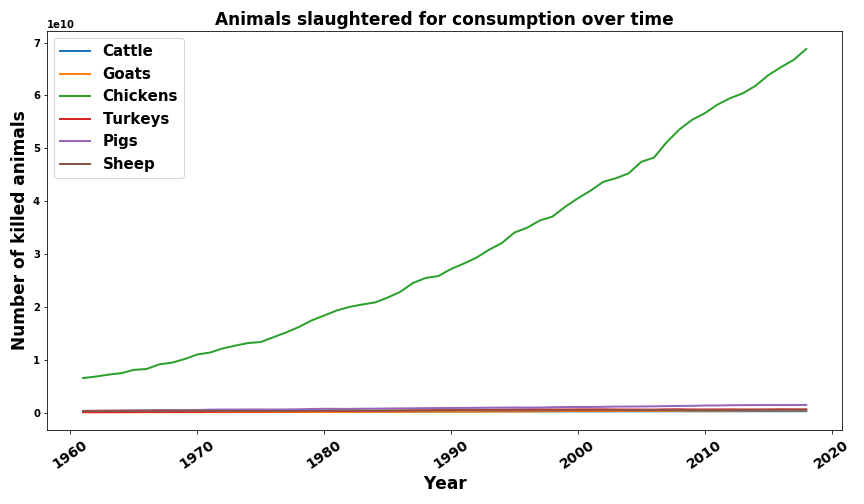 Animals slaughtered for consumption over time
1e10
Cattle
Goats
Chickens
Turkeys
Pigs
Sheep
7
6
5
4
3
2
1
0
Number of killed animals
1960
1970
1980
1990
2000
2010
2020
Year